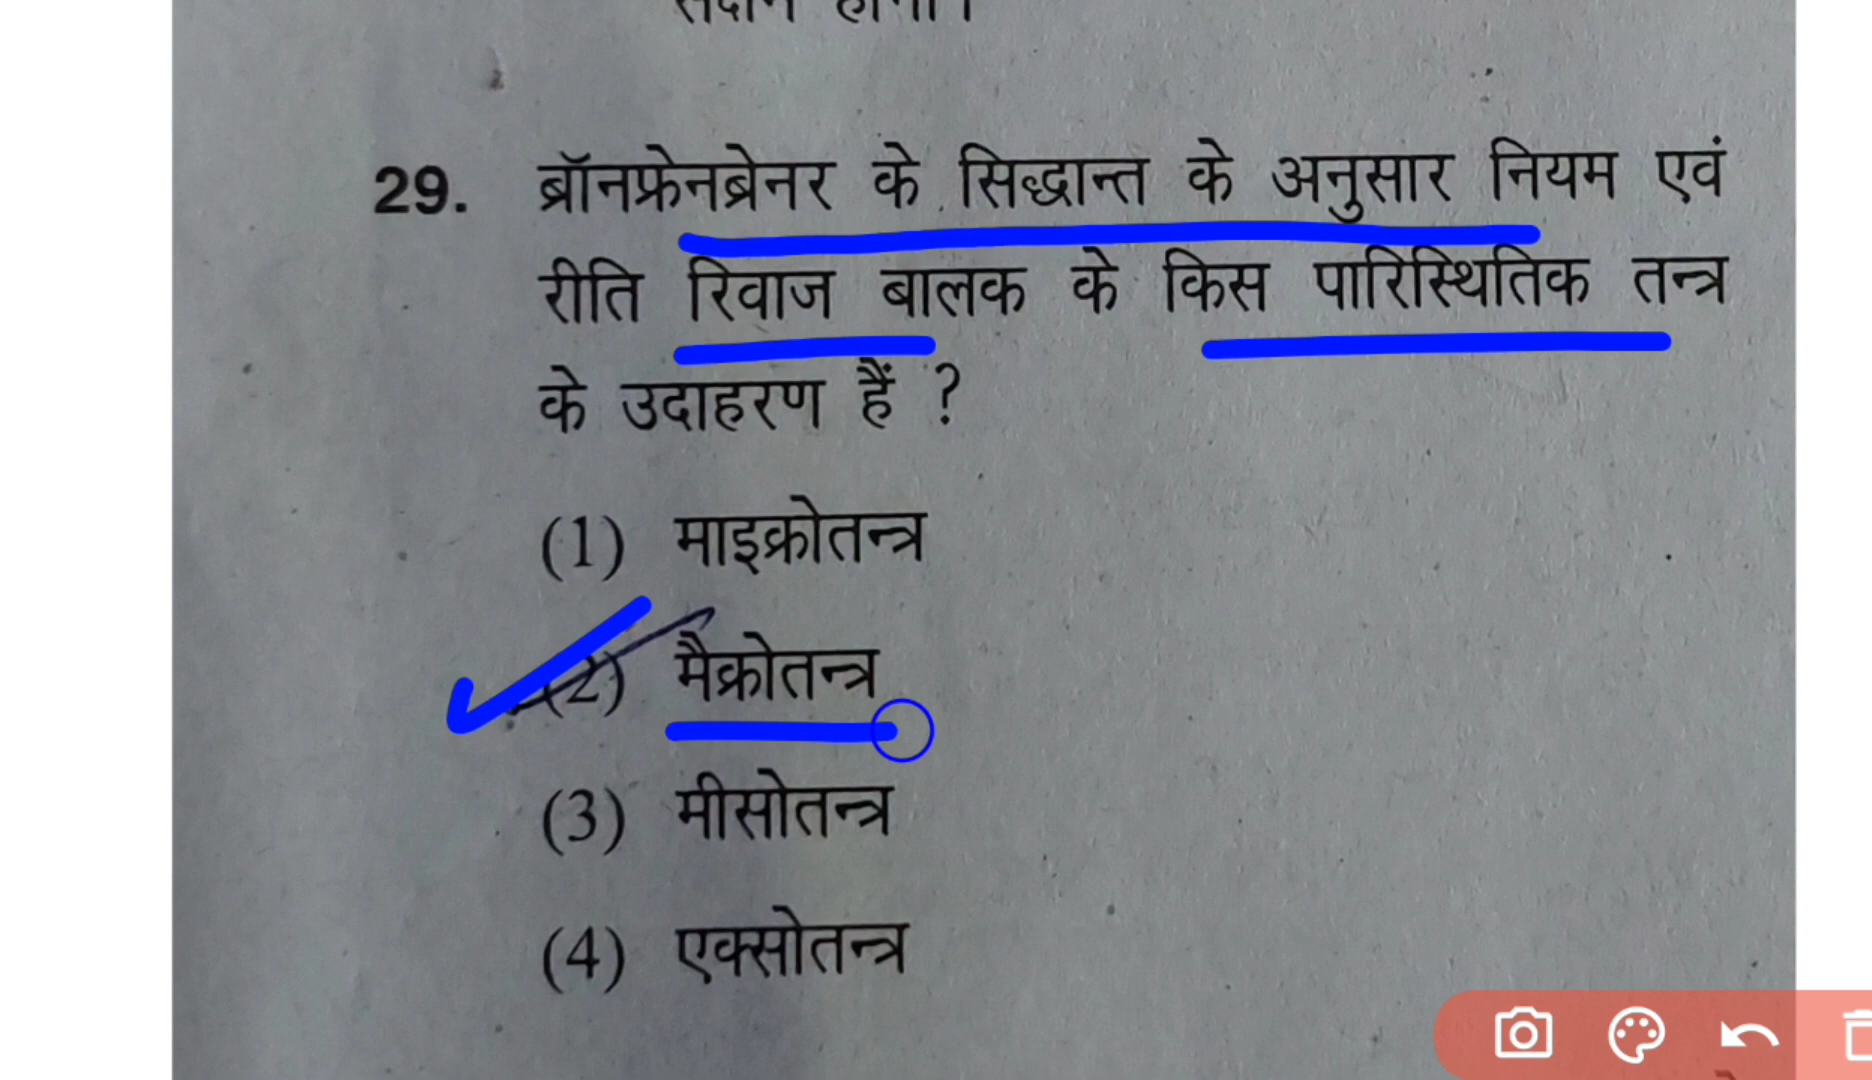 29. ब्रॉनफ्रेनब्रेनर के सिद्धान्त के अनुसार नियम एवं
रीति रिवाज बालक के किस पारिस्थितिक तन्त्र
के उदाहरण हैं ?
(1) माइक्रोतन्त्र
(2) मैक्रोतन्त्र
(3) मीसोतन्त्र
(4) एक्सोतन्त्र